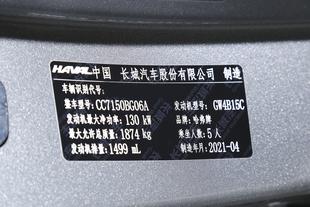 HAVAL 中国 长城汽车股份有限公司 制造
车辆识别代号:
整车型号:CC7150BG06A 发动机型号:GW4B15C
发动机最大净功率:130 kW 品牌:哈弗牌
最大允许总质量:1874 kg 乘坐人数:5 人
发动机排量:1499 mL 制造年月:2021-04